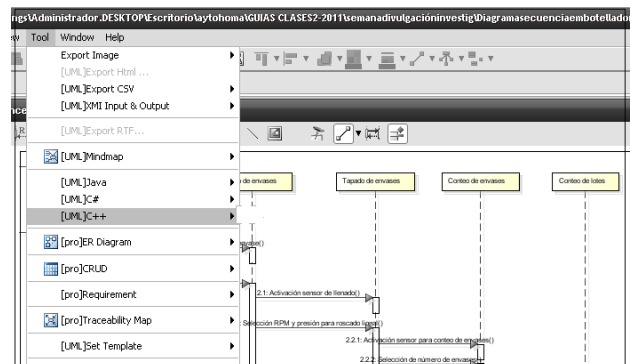 ngs\Administrador.DESKTOP\Escritorio\aytohoma\GUIAS CLASES2-2011\semanadivulgacióninvestig\Diagramasecuenciaembotellado
Tool Window Help
Export Image
[UML]Export Html ...
[UML]Export CSV
[UML]XMI Input & Output
[UML]Export RTF...
[UML]Mindmap
[UML]Java
[UML]C#
[UML]C++
[pro]ER Diagram
[pro]CRUD
[pro]Requirement
[pro]Traceability Map
[UML]Set Template
de envases
Tapado de envases
Conteo de envases
Conteo de lotes
2.1: Activación sensor de llenado()
Selección RPM y presión para roscado
2.2.1: Activación sensor para conteo de envases()
2.2.2: Selección de número de envases